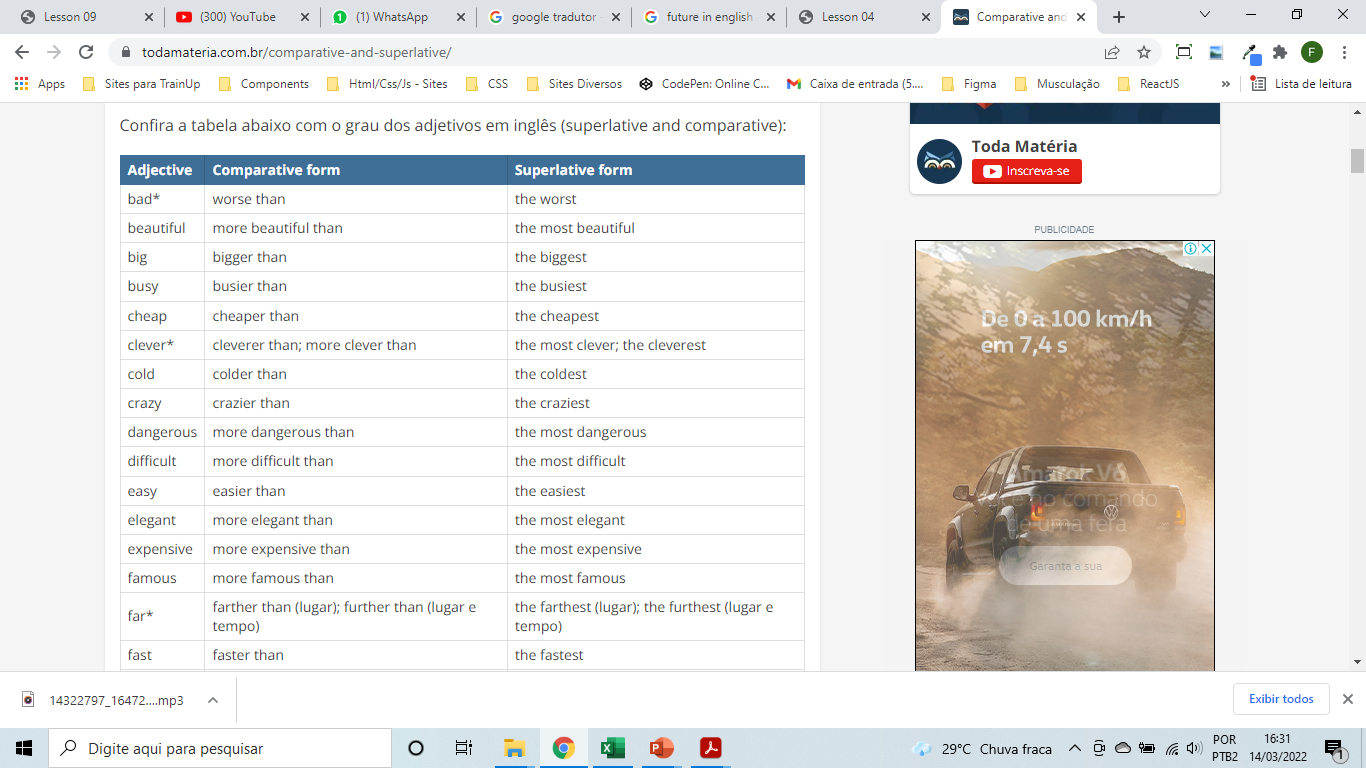 Lesson 09
(300) YouTube
(1) WhatsApp
google tradutor
future in english
Lesson 04
Comparative and
todamateria.com.br/comparative-and-superlative/
F
Apps
Sites para TrainUp
Components
Html/Css/Js - Sites
CSS
Sites Diversos
CodePen: Online C...
Caixa de entrada (5....
Figma
Musculação
ReactJS
»
Lista de leitura
Confira a tabela abaixo com o grau dos adjetivos em inglês (superlative and comparative):
Adjective Comparative form Superlative form
bad* worse than the worst
beautiful more beautiful than the most beautiful
big bigger than the biggest
busy busier than the busiest
cheap cheaper than the cheapest
clever* cleverer than; more clever than the most clever; the cleverest
cold colder than the coldest
crazy crazier than the craziest
dangerous more dangerous than the most dangerous
difficult more difficult than the most difficult
easy easier than the easiest
elegant more elegant than the most elegant
expensive more expensive than the most expensive
famous more famous than the most famous
far* farther than (lugar); further than (lugar e tempo) the farthest (lugar); the furthest (lugar e tempo)
fast faster than the fastest
Toda Matéria
Inscreva-se
PUBLICIDADE
De 0 a 100 km/h
em 7,4 s
Amarok V6
Você no comando
de uma fera
Garanta a sua
14322797_16472....mp3
Exibir todos
Digite aqui para pesquisar
29°C Chuva fraca
POR
PTB2
16:31
14/03/2022
1